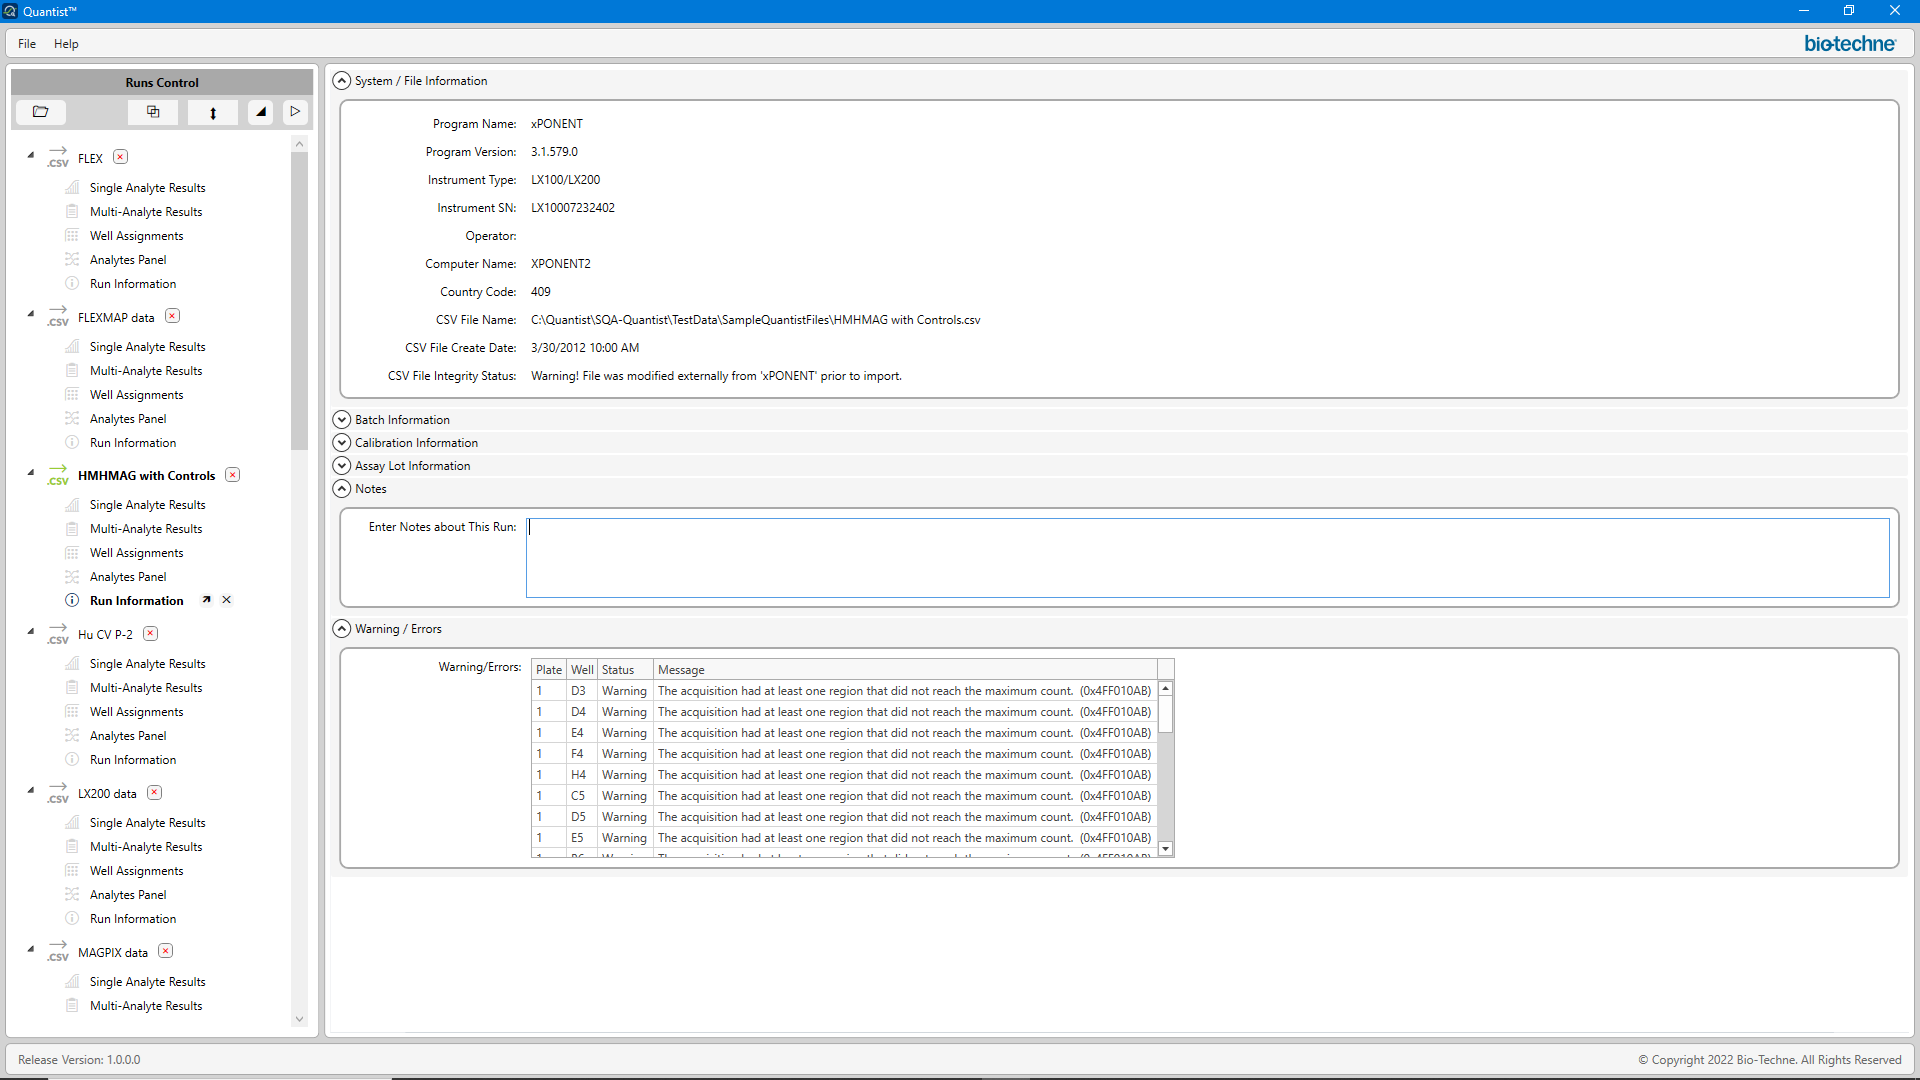 Quantist™
File Help
bio-techne
Runs Control
.CSV FLEX
Single Analyte Results
Multi-Analyte Results
Well Assignments
Analytes Panel
Run Information
.CSV FLEXMAP data
Single Analyte Results
Multi-Analyte Results
Well Assignments
Analytes Panel
Run Information
.CSV HMHMAG with Controls
Single Analyte Results
Multi-Analyte Results
Well Assignments
Analytes Panel
Run Information
.CSV Hu CV P-2
Single Analyte Results
Multi-Analyte Results
Well Assignments
Analytes Panel
Run Information
.CSV LX200 data
Single Analyte Results
Multi-Analyte Results
Well Assignments
Analytes Panel
Run Information
.CSV MAGPIX data
Single Analyte Results
Multi-Analyte Results
System / File Information
Program Name: xPONENT
Program Version: 3.1.579.0
Instrument Type: LX100/LX200
Instrument SN: LX10007232402
Operator:
Computer Name: XPONENT2
Country Code: 409
CSV File Name: C:\Quantist\SQA-Quantist\TestData\SampleQuantistFiles\HMHMAG with Controls.csv
CSV File Create Date: 3/30/2012 10:00 AM
CSV File Integrity Status: Warning! File was modified externally from 'xPONENT' prior to import.
Batch Information
Calibration Information
Assay Lot Information
Notes
Enter Notes about This Run:
Warning / Errors
Warning/Errors:
Plate Well Status Message
1 D3 Warning The acquisition had at least one region that did not reach the maximum count. (0x4FF010AB)
1 D4 Warning The acquisition had at least one region that did not reach the maximum count. (0x4FF010AB)
1 E4 Warning The acquisition had at least one region that did not reach the maximum count. (0x4FF010AB)
1 F4 Warning The acquisition had at least one region that did not reach the maximum count. (0x4FF010AB)
1 H4 Warning The acquisition had at least one region that did not reach the maximum count. (0x4FF010AB)
1 C5 Warning The acquisition had at least one region that did not reach the maximum count. (0x4FF010AB)
1 D5 Warning The acquisition had at least one region that did not reach the maximum count. (0x4FF010AB)
1 E5 Warning The acquisition had at least one region that did not reach the maximum count. (0x4FF010AB)
Release Version: 1.0.0.0
© Copyright 2022 Bio-Techne. All Rights Reserved